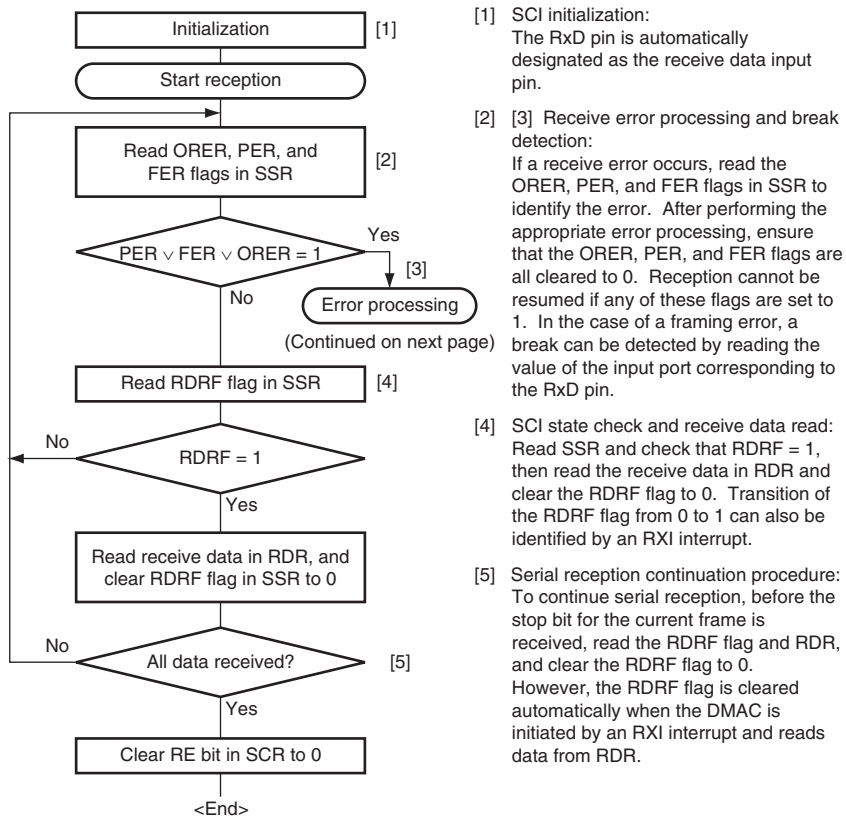 Initialization
[1]
Start reception
Read ORER, PER, and
FER flags in SSR
[2]
PER ∨ FER ∨ ORER = 1
Yes
[3]
No
Error processing
(Continued on next page)
Read RDRF flag in SSR
[4]
No
RDRF = 1
Yes
Read receive data in RDR, and
clear RDRF flag in SSR to 0
No
All data received?
[5]
Yes
Clear RE bit in SCR to 0
<End>
[1] SCI initialization:
The RxD pin is automatically
designated as the receive data input
pin.
[2] [3] Receive error processing and break
detection:
If a receive error occurs, read the
ORER, PER, and FER flags in SSR to
identify the error. After performing the
appropriate error processing, ensure
that the ORER, PER, and FER flags are
all cleared to 0. Reception cannot be
resumed if any of these flags are set to
1. In the case of a framing error, a
break can be detected by reading the
value of the input port corresponding to
the RxD pin.
[4] SCI state check and receive data read:
Read SSR and check that RDRF = 1,
then read the receive data in RDR and
clear the RDRF flag to 0. Transition of
the RDRF flag from 0 to 1 can also be
identified by an RXI interrupt.
[5] Serial reception continuation procedure:
To continue serial reception, before the
stop bit for the current frame is
received, read the RDRF flag and RDR,
and clear the RDRF flag to 0.
However, the RDRF flag is cleared
automatically when the DMAC is
initiated by an RXI interrupt and reads
data from RDR.